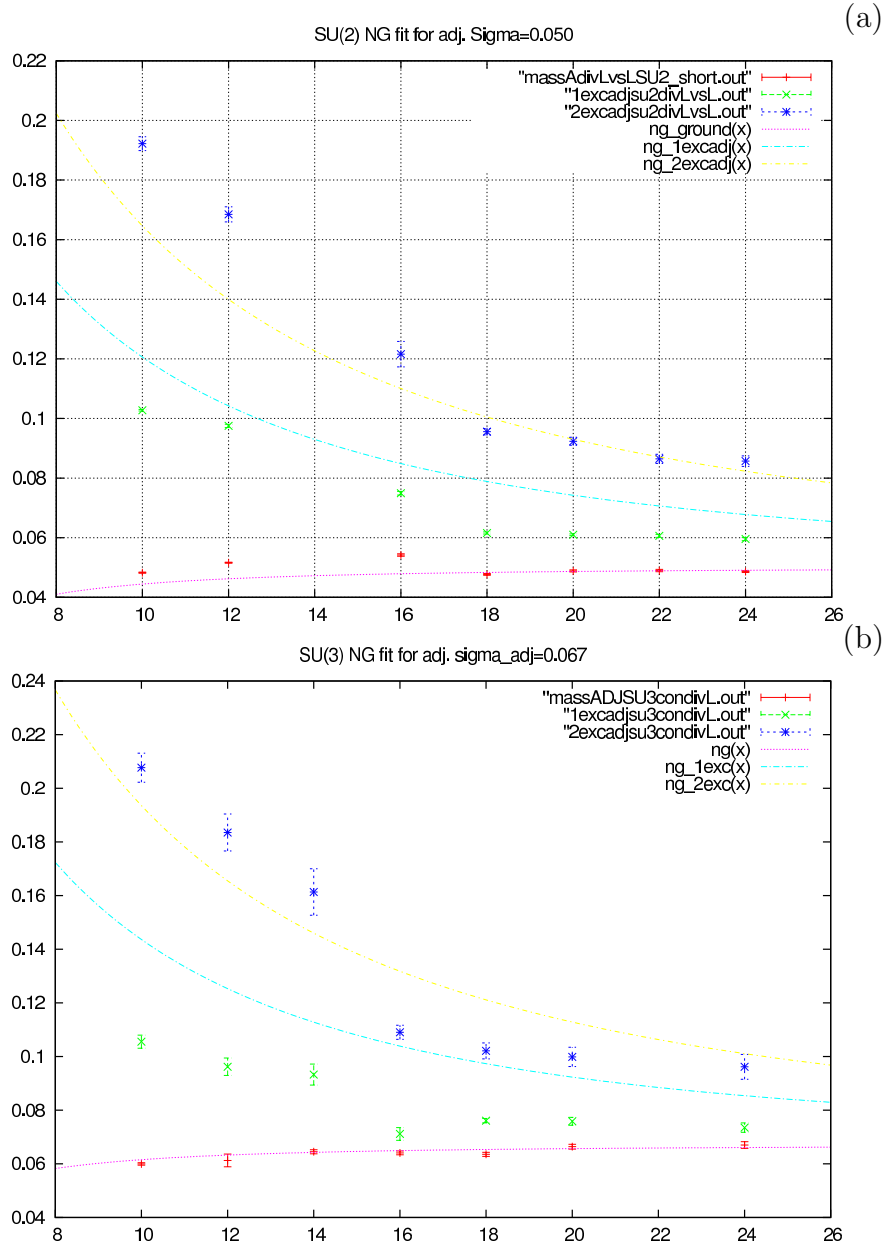 (a)
SU(2) NG fit for adj. Sigma=0.050
0.22
0.2
0.18
0.16
0.14
0.12
0.1
0.08
0.06
0.04
"massAdivLvsLSU2_short.out"
"1excadjsu2divLvsL.out"
"2excadjsu2divLvsL.out"
ng_ground(x)
ng_1excadj(x)
ng_2excadj(x)
8 10 12 14 16 18 20 22 24 26
(b)
SU(3) NG fit for adj. sigma_adj=0.067
0.24
0.22
0.2
0.18
0.16
0.14
0.12
0.1
0.08
0.06
0.04
"massADJSU3condivL.out"
"1excadjsu3condivL.out"
"2excadjsu3condivL.out"
ng(x)
ng_1exc(x)
ng_2exc(x)
8 10 12 14 16 18 20 22 24 26